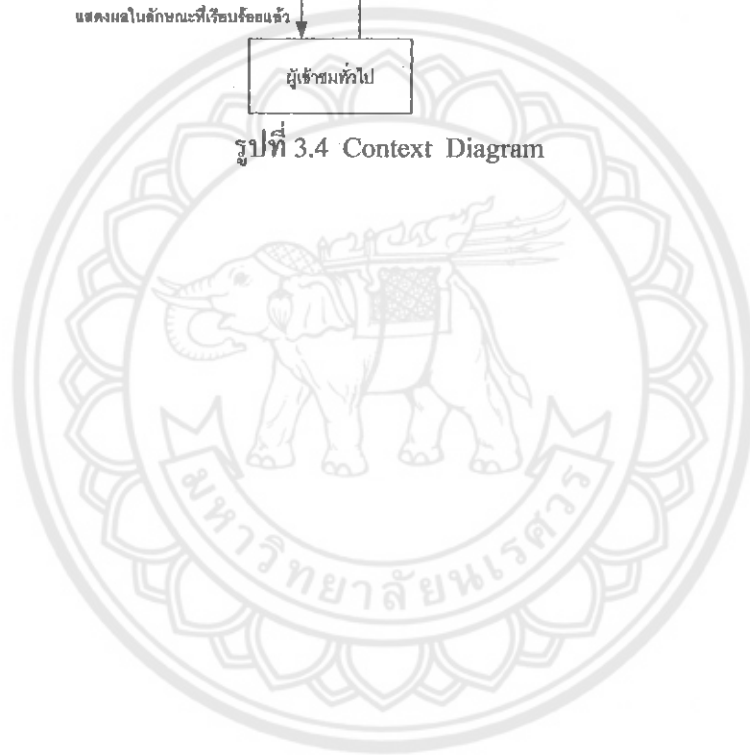 แสดงผลในลักษณะที่เรียบร้อยแล้ว
ผู้เข้าชมทั่วไป
รูปที่ 3.4 Context Diagram
มหาวิทยาลัยนเรศวร